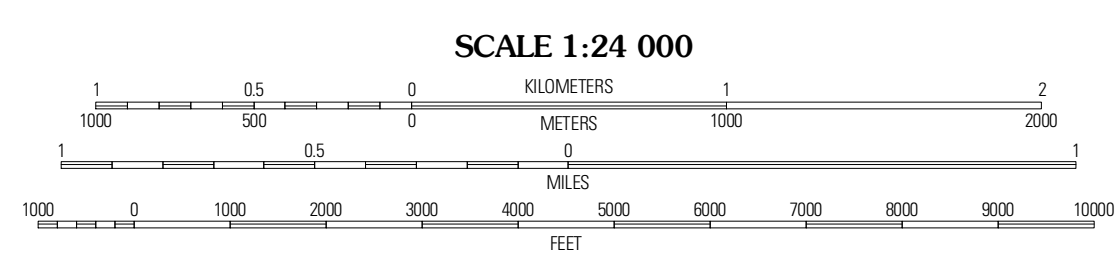 SCALE 1:24 000
1 0.5 0 KILOMETERS 1 2
1000 500 0 METERS 1000 2000
1 0.5 0 1
MILES
1000 0 1000 2000 3000 4000 5000 6000 7000 8000 9000 10000
FEET